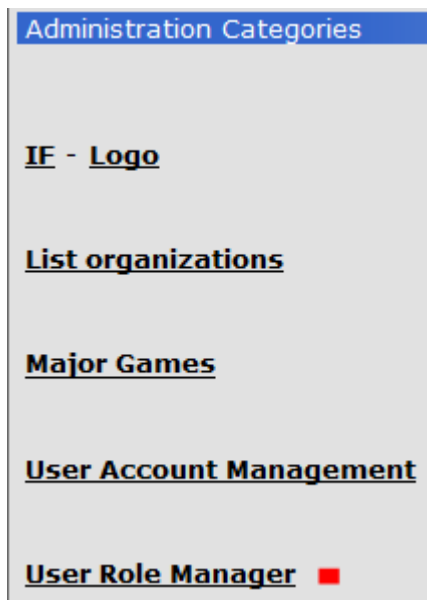 Administration Categories
IF - Logo
List organizations
Major Games
User Account Management
User Role Manager